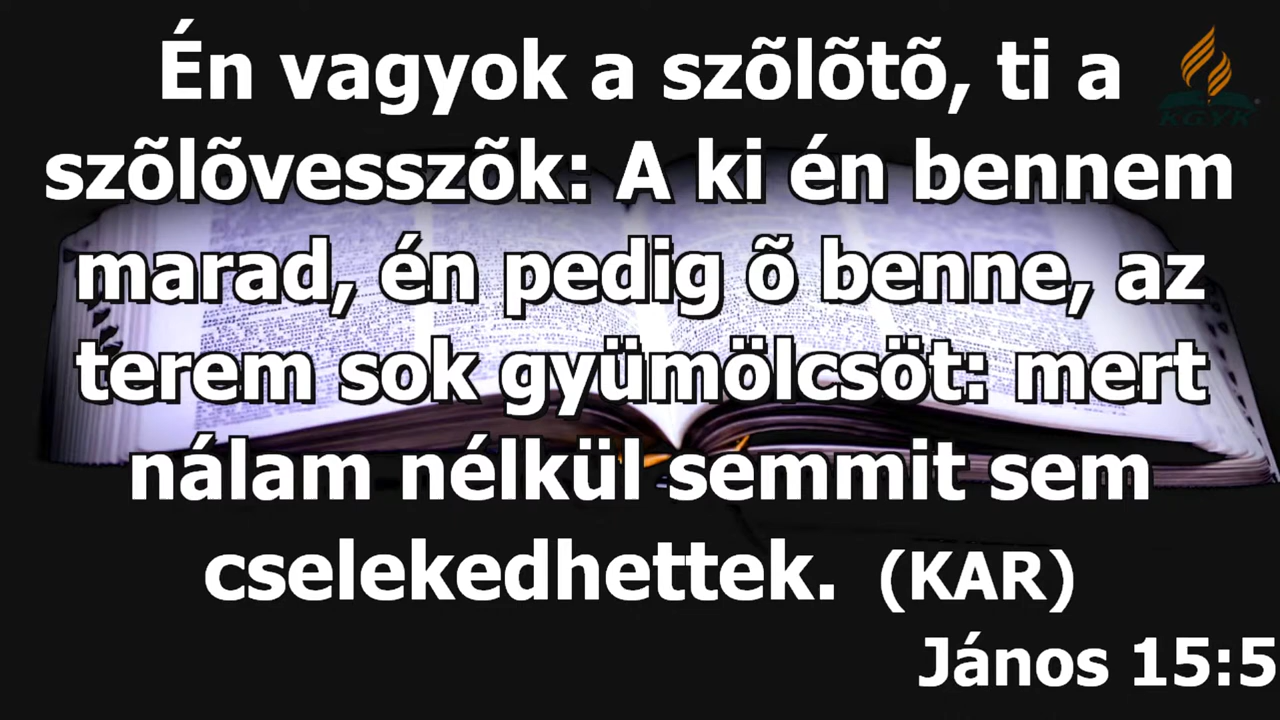 Én vagyok a szõlõtõ, ti a
szõlõvesszõk: A ki én bennem
marad, én pedig õ benne, az
terem sok gyümölcsöt: mert
nálam nélkül semmit sem
cselekedhettek. (KAR)
János 15:5
KGYK